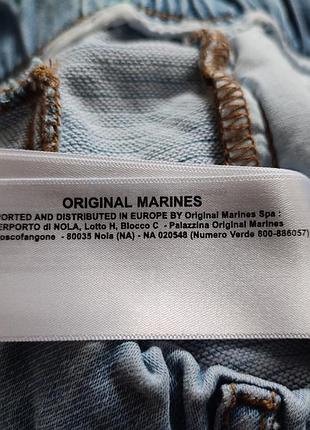 ORIGINAL MARINES
PORTED AND DISTRIBUTED IN EUROPE BY Original Marines Spa :
ERPORTO di NOLA, Lotto H, Blocco C - Palazzina Original Marines
oscofangone - 80035 Nola (NA) - NA 020548 (Numero Verde 800-886057)